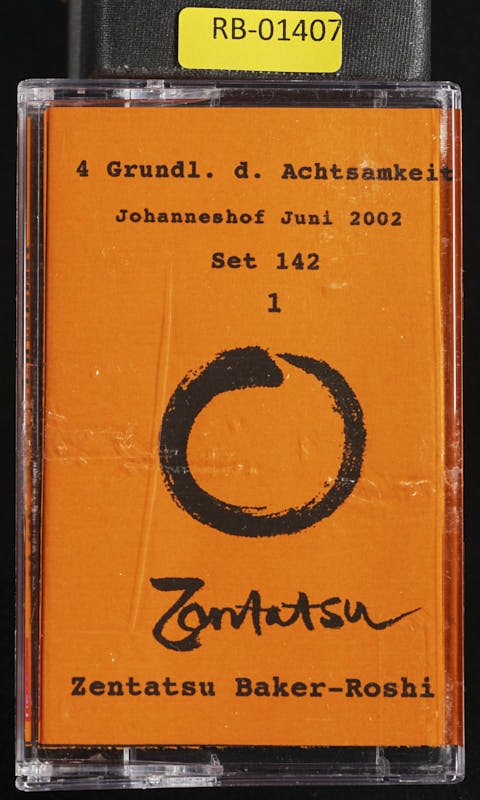 RB-01407
4 Grundl. d. Achtsamkeit
Johanneshof Juni 2002
Set 142
1
Zentatsu
Zentatsu Baker-Roshi